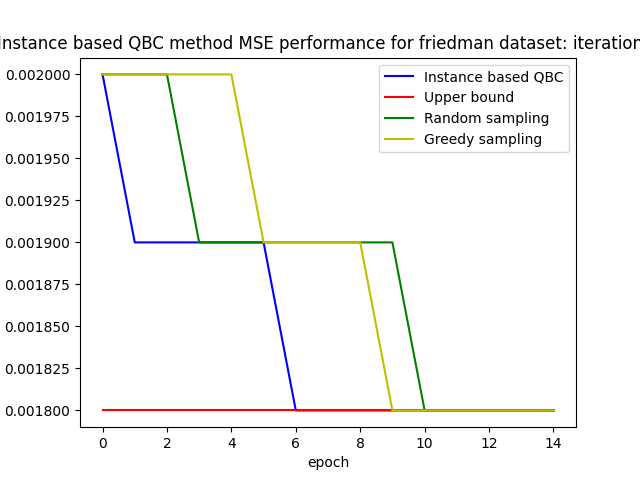 Instance based QBC method MSE performance for friedman dataset: iteration
0.002000
0.001975
0.001950
0.001925
0.001900
0.001875
0.001850
0.001825
0.001800
Instance based QBC
Upper bound
Random sampling
Greedy sampling
0 2 4 6 8 10 12 14
epoch